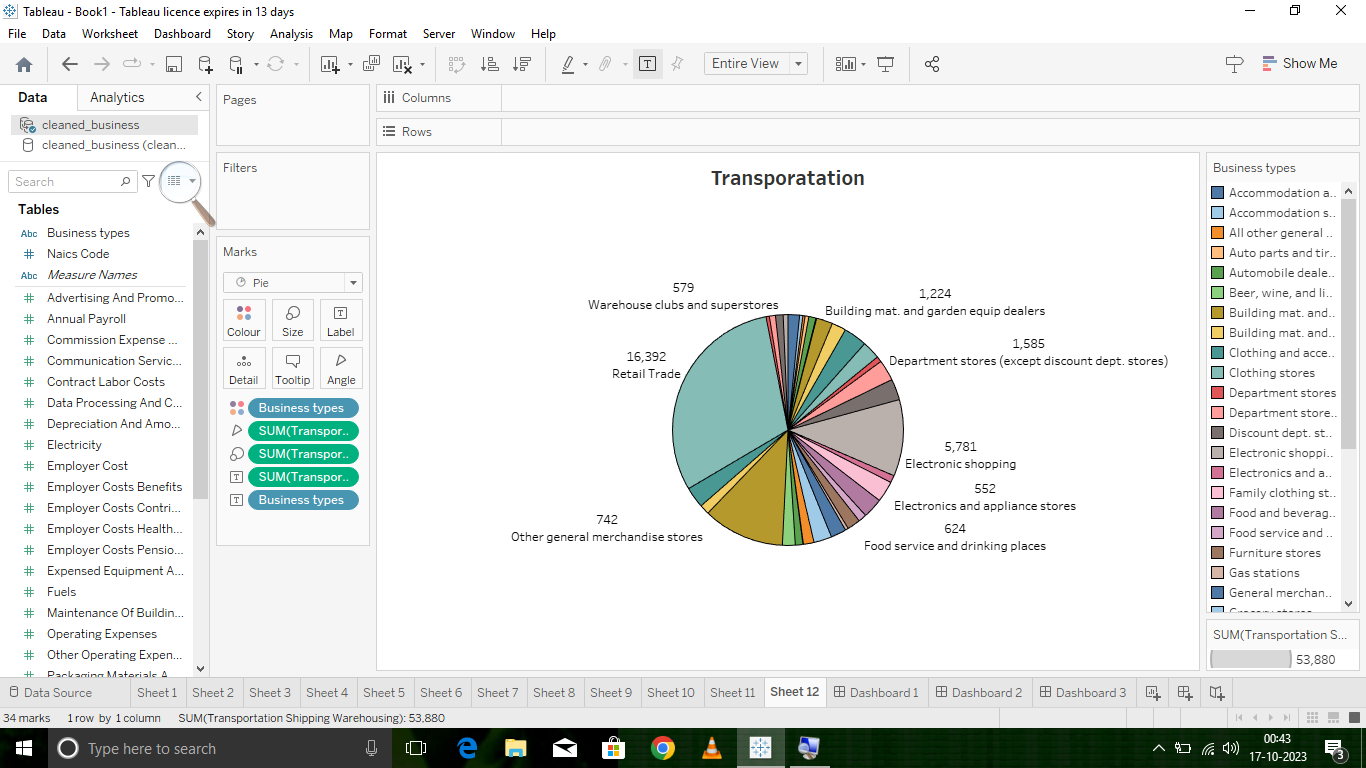 Tableau - Book1 - Tableau licence expires in 13 days
File Data Worksheet Dashboard Story Analysis Map Format Server Window Help
Entire View
Show Me
Data Analytics
Pages
Columns
cleaned_business
cleaned_business (clean...
Rows
Search
Filters
Tables
Business types
Naics Code
Measure Names
Advertising And Promo...
Annual Payroll
Commission Expense ...
Communication Servic...
Contract Labor Costs
Data Processing And C...
Depreciation And Amo...
Electricity
Employer Cost
Employer Costs Benefits
Employer Costs Contri...
Employer Costs Health...
Employer Costs Pensio...
Expensed Equipment A...
Fuels
Maintenance Of Buildin...
Operating Expenses
Other Operating Expen...
Packaging Materials A...
Abc
#
Abc
Marks
Pie
Colour Size Label
Detail Tooltip Angle
Business types
SUM(Transpor..
SUM(Transpor..
SUM(Transpor..
Business types
Transporatation
579
Warehouse clubs and superstores
1,224
Building mat. and garden equip dealers
1,585
Department stores (except discount dept. stores)
16,392
Retail Trade
5,781
Electronic shopping
552
Electronics and appliance stores
742
Other general merchandise stores
624
Food service and drinking places
Business types
Accommodation a..
Accommodation s..
All other general ..
Auto parts and tir..
Automobile deale..
Beer, wine, and li..
Building mat. and..
Building mat. and..
Clothing and acce..
Clothing stores
Department stores
Department store..
Discount dept. st..
Electronic shoppi..
Electronics and a..
Family clothing st..
Food and beverag..
Food service and ..
Furniture stores
Gas stations
General merchan..
Grocery stores
SUM(Transportation S...
53,880
Data Source Sheet 1 Sheet 2 Sheet 3 Sheet 4 Sheet 5 Sheet 6 Sheet 7 Sheet 8 Sheet 9 Sheet 10 Sheet 11 Sheet 12 Dashboard 1 Dashboard 2 Dashboard 3
34 marks 1 row by 1 column SUM(Transportation Shipping Warehousing): 53,880
Type here to search
00:43
17-10-2023
3